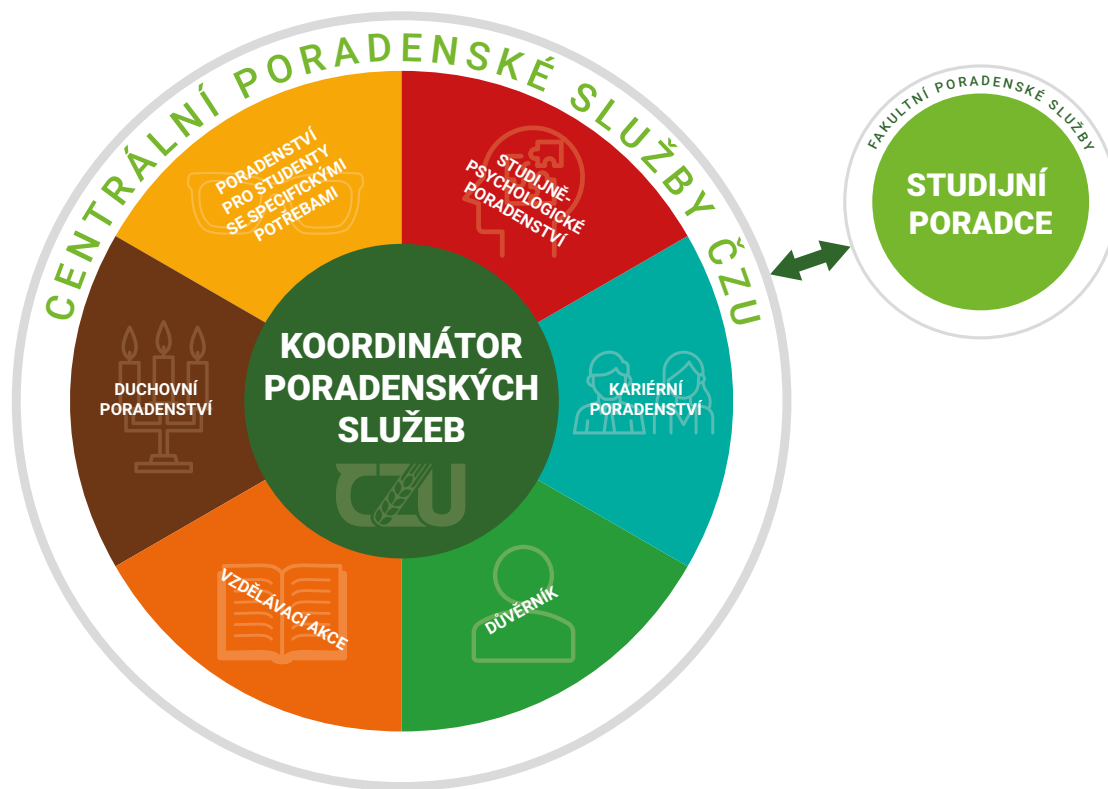 CENTRÁLNÍ PORADENSKÉ SLUŽBY ČZU
PORADENSTVÍ
PRO STUDENTY
SE SPECIFICKÝMI
POTŘEBAMI
STUDIJNĚ-
PSYCHOLOGICKÉ
PORADENSTVÍ
DUCHOVNÍ
PORADENSTVÍ
KOORDINÁTOR
PORADENSKÝCH
SLUŽEB
ČZU
KARIÉRNÍ
PORADENSTVÍ
VZDĚLÁVACÍ AKCE
DŮVĚRNÍK
FAKULTNÍ PORADENSKÉ SLUŽBY
STUDIJNÍ
PORADCE